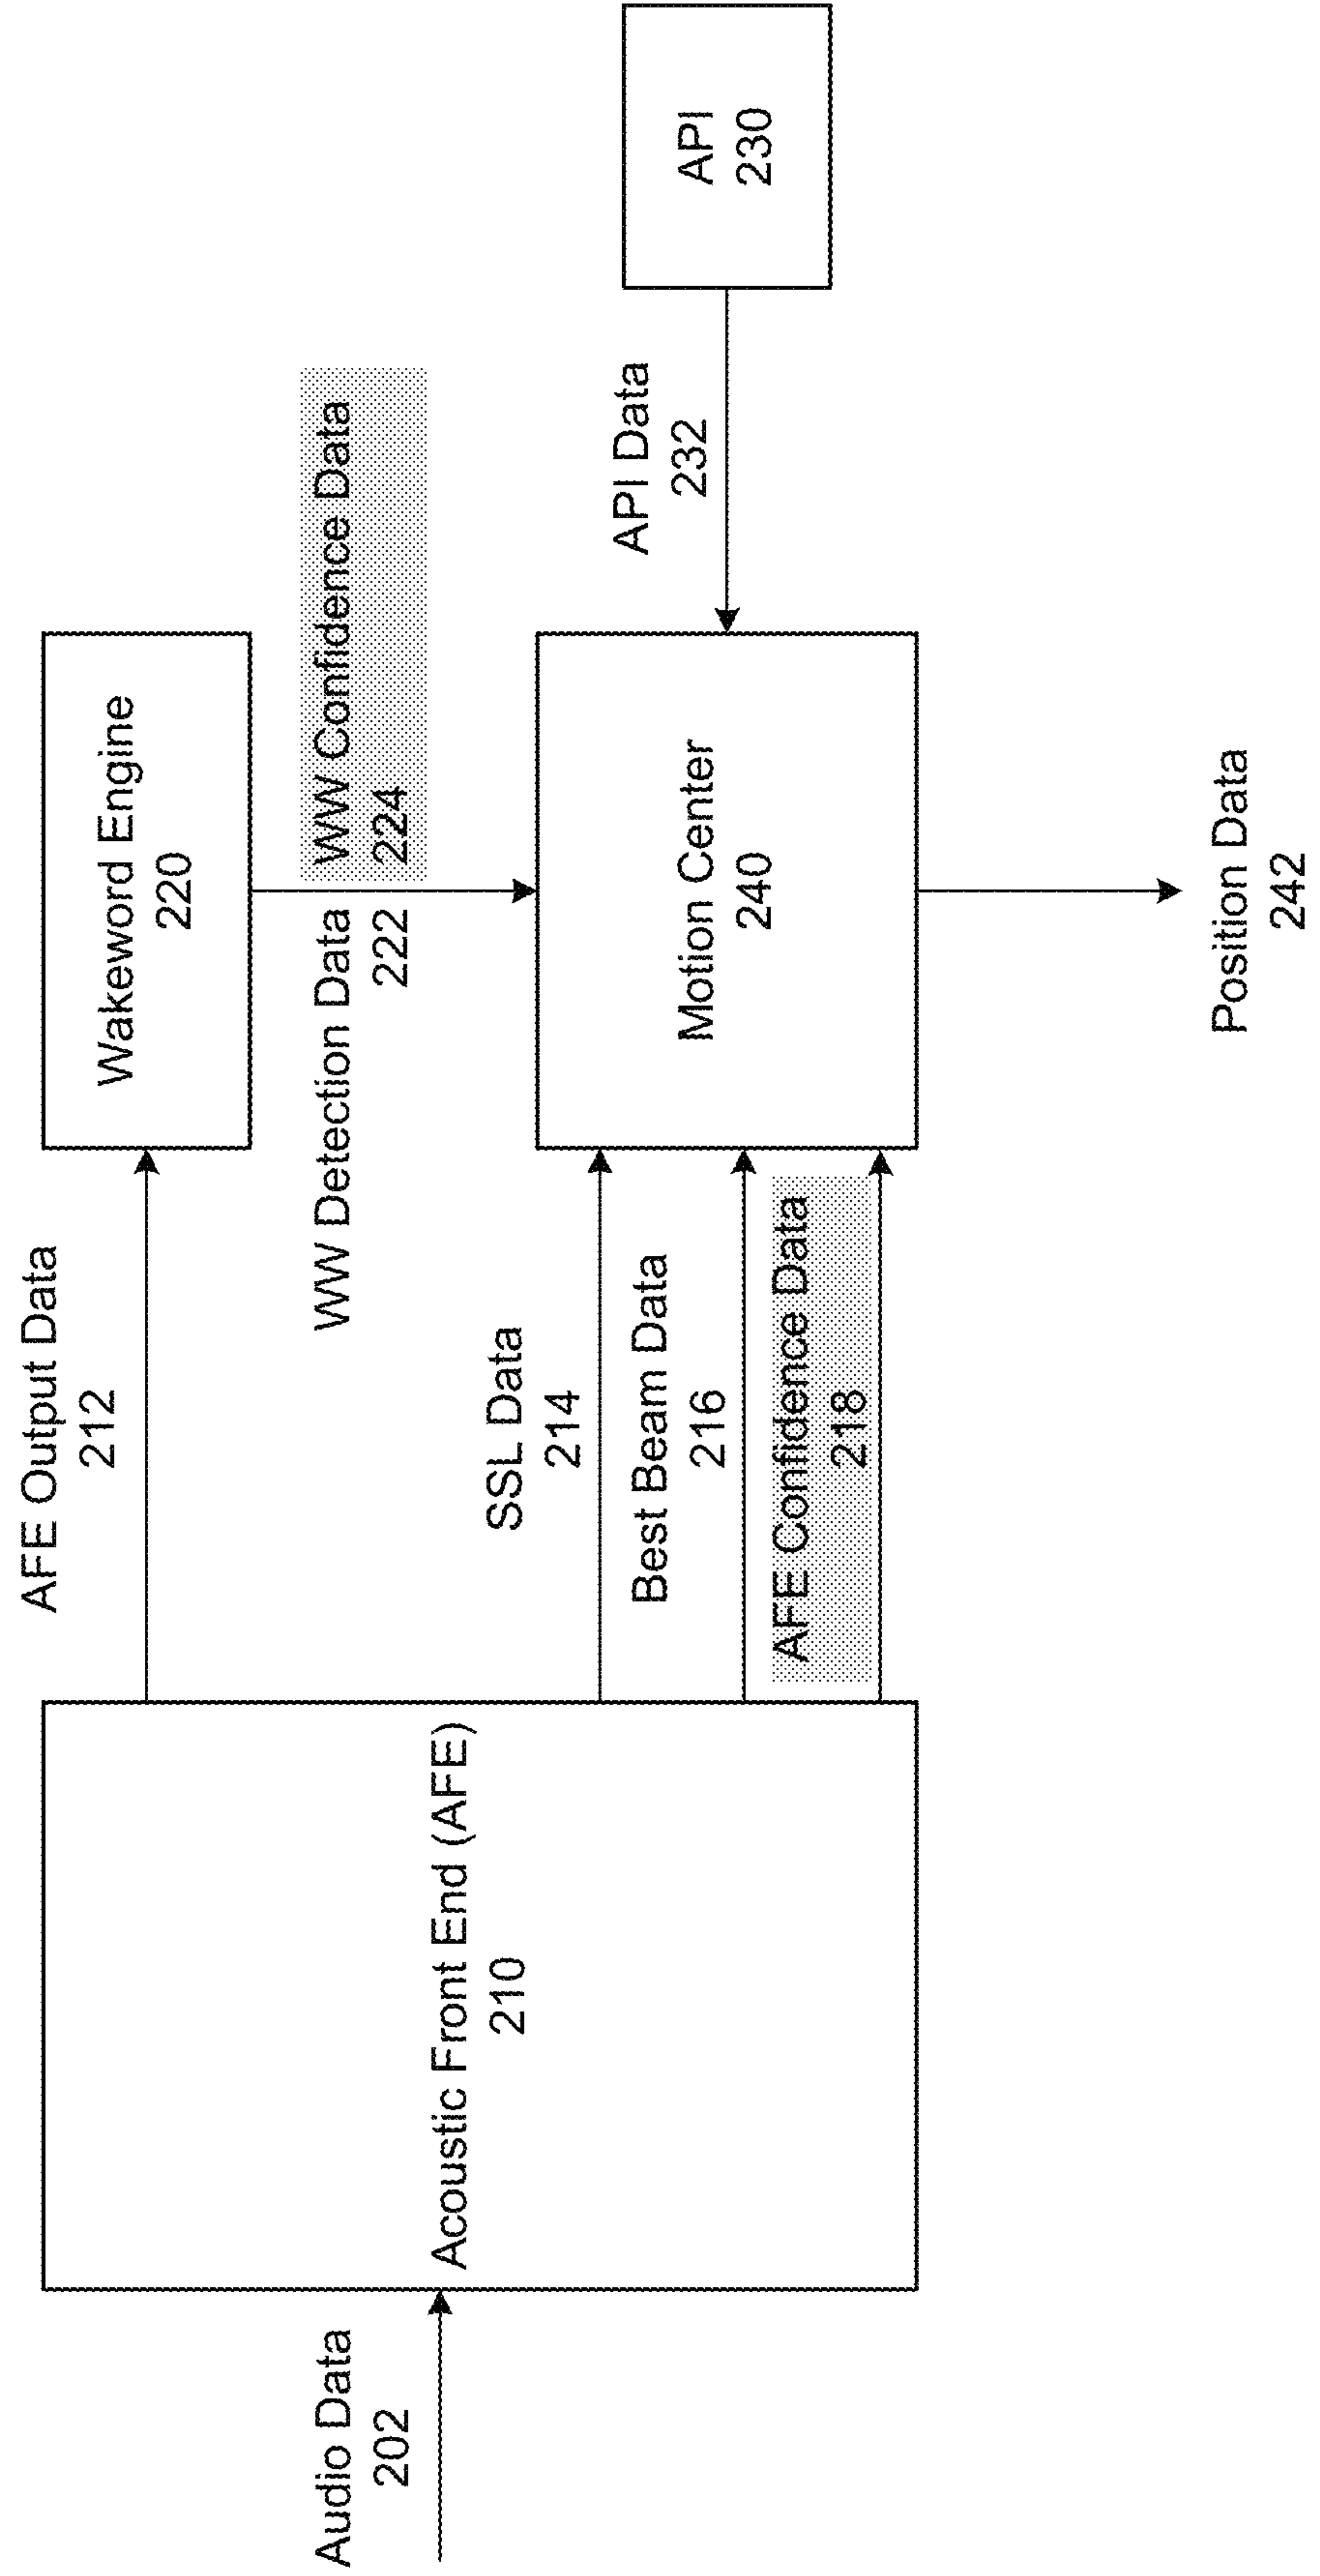 Audio Data
202
Acoustic Front End (AFE)
210
AFE Output Data
212
SSL Data
214
Best Beam Data
216
AFE Confidence Data
218
Wakeword Engine
220
WW Detection Data
222
WW Confidence Data
224
Motion Center
240
API Data
232
API
230
Position Data
242